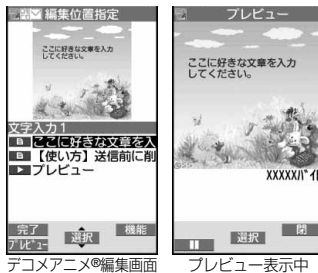 編集位置指定
ここに好きな文章を入力
してください。
文字入力1
ここに好きな文章を入
【使い方】送信前に削
プレビュー
完了
選択
機能
プレビュー
デコメアニメ®編集画面
プレビュー
ここに好きな文章を入力
してください。
XXXXXバイト
選択
閉
プレビュー表示中